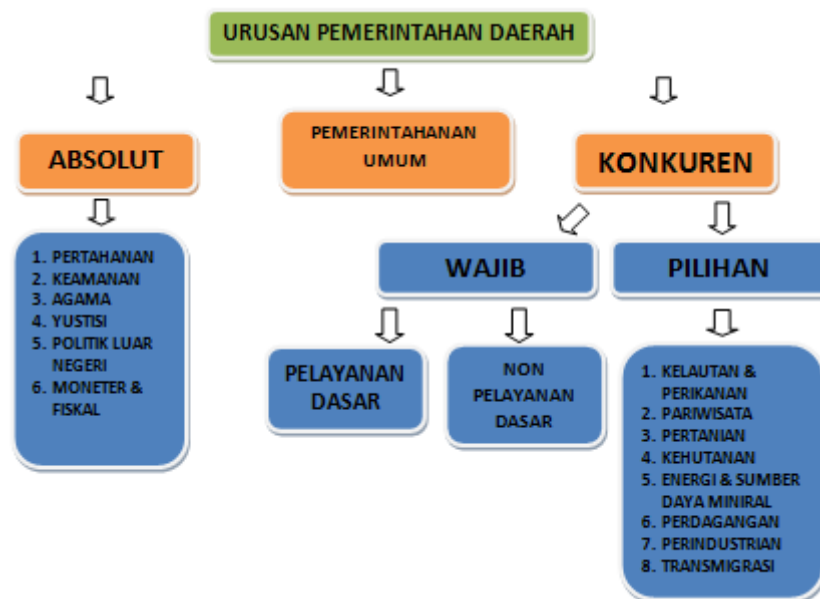 URUSAN PEMERINTAHAN DAERAH
ABSOLUT
PEMERINTAHANAN
UMUM
KONKUREN
1. PERTAHANAN
2. KEAMANAN
3. AGAMA
4. YUSTISI
5. POLITIK LUAR
NEGERI
6. MONETER &
FISKAL
WAJIB
PILIHAN
PELAYANAN
DASAR
NON
PELAYANAN
DASAR
1. KELAUTAN &
PERIKANAN
2. PARIWISATA
3. PERTANIAN
4. KEHUTANAN
5. ENERGI & SUMBER
DAYA MINIRAL
6. PERDAGANGAN
7. PERINDUSTRIAN
8. TRANSMIGRASI